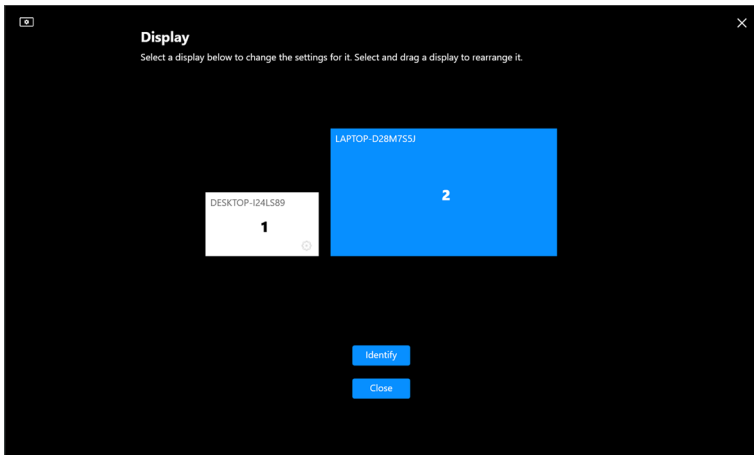 Display
Select a display below to change the settings for it. Select and drag a display to rearrange it.
LAPTOP-D28M7S5J
2
DESKTOP-I24LS89
1
Identify
Close